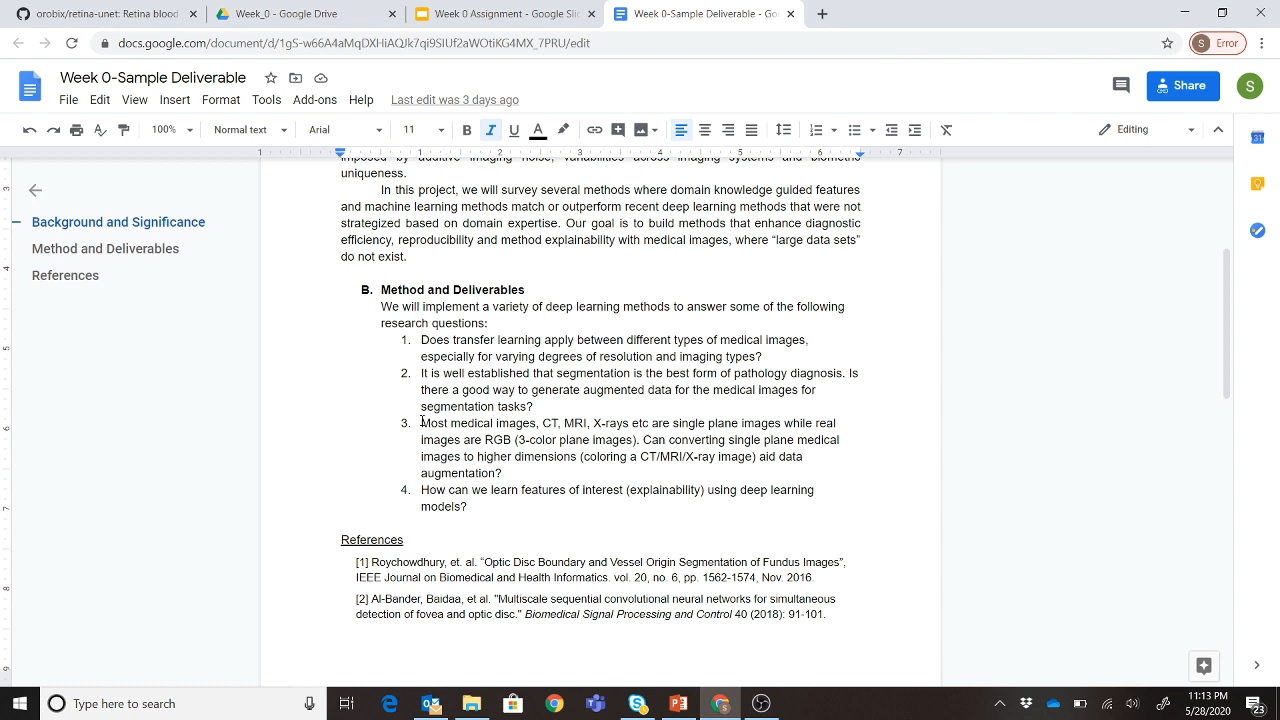 orobix/retina-unet: Retina blood
Week_0 - Google Drive
Week 0 Assignment - Google Slid
Week 0-Sample Deliverable - Goo
docs.google.com/document/d/1gS-w66A4aMqDXHiAQJk7qi9SIUf2aWOtiKG4MX_7PRU/edit
S Error
Week 0-Sample Deliverable
File Edit View Insert Format Tools Add-ons Help Last edit was 3 days ago
Share
S
100% Normal text Arial 11 B I U A Editing
1 1 2 3 4 5 6 7
imposed by additive imaging noise, variabilities across imaging systems and biometric
uniqueness.
In this project, we will survey several methods where domain knowledge guided features
and machine learning methods match or outperform recent deep learning methods that were not
strategized based on domain expertise. Our goal is to build methods that enhance diagnostic
efficiency, reproducibility and method explainability with medical images, where “large data sets”
do not exist.
Background and Significance
Method and Deliverables
References
B. Method and Deliverables
We will implement a variety of deep learning methods to answer some of the following
research questions:
1. Does transfer learning apply between different types of medical images,
especially for varying degrees of resolution and imaging types?
2. It is well established that segmentation is the best form of pathology diagnosis. Is
there a good way to generate augmented data for the medical images for
segmentation tasks?
3. Most medical images, CT, MRI, X-rays etc are single plane images while real
images are RGB (3-color plane images). Can converting single plane medical
images to higher dimensions (coloring a CT/MRI/X-ray image) aid data
augmentation?
4. How can we learn features of interest (explainability) using deep learning
models?
References
[1] Roychowdhury, et. al. “Optic Disc Boundary and Vessel Origin Segmentation of Fundus Images”,
IEEE Journal on Biomedical and Health Informatics. vol. 20, no. 6, pp. 1562-1574, Nov. 2016.
[2] Al-Bander, Baidaa, et al. "Multiscale sequential convolutional neural networks for simultaneous
detection of fovea and optic disc." Biomedical Signal Processing and Control 40 (2018): 91-101.
Type here to search
11:13 PM
5/28/2020
23